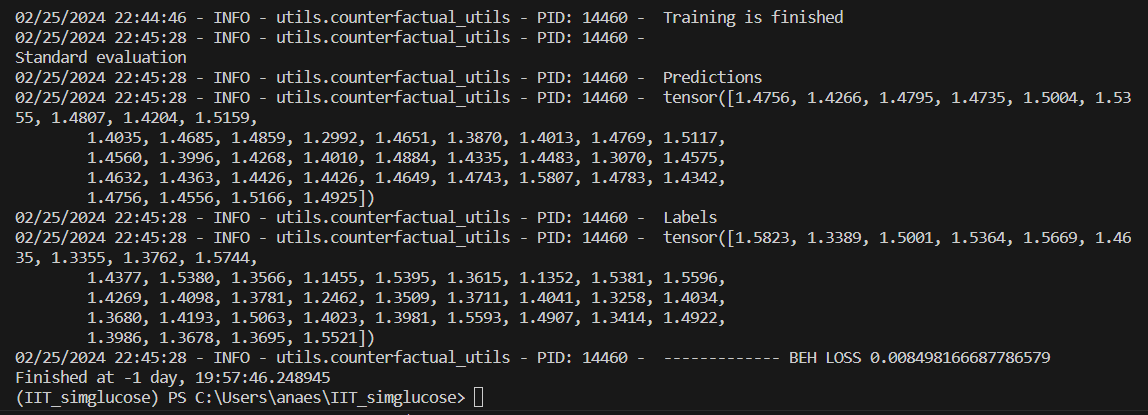 02/25/2024 22:44:46 - INFO - utils.counterfactual_utils - PID: 14460 -  Training is finished
02/25/2024 22:45:28 - INFO - utils.counterfactual_utils - PID: 14460 -
Standard evaluation
02/25/2024 22:45:28 - INFO - utils.counterfactual_utils - PID: 14460 -  Predictions
02/25/2024 22:45:28 - INFO - utils.counterfactual_utils - PID: 14460 -  tensor([1.4756, 1.4266, 1.4795, 1.4735, 1.5004, 1.53
55, 1.4807, 1.4204, 1.5159,
        1.4035, 1.4685, 1.4859, 1.2992, 1.4651, 1.3870, 1.4013, 1.4769, 1.5117,
        1.4560, 1.3996, 1.4268, 1.4010, 1.4884, 1.4335, 1.4483, 1.3070, 1.4575,
        1.4632, 1.4363, 1.4426, 1.4426, 1.4649, 1.4743, 1.5807, 1.4783, 1.4342,
        1.4756, 1.4556, 1.5166, 1.4925])
02/25/2024 22:45:28 - INFO - utils.counterfactual_utils - PID: 14460 -  Labels
02/25/2024 22:45:28 - INFO - utils.counterfactual_utils - PID: 14460 -  tensor([1.5823, 1.3389, 1.5001, 1.5364, 1.5669, 1.46
35, 1.3355, 1.3762, 1.5744,
        1.4377, 1.5380, 1.3566, 1.1455, 1.5395, 1.3615, 1.1352, 1.5381, 1.5596,
        1.4269, 1.4098, 1.3781, 1.2462, 1.3509, 1.3711, 1.4041, 1.3258, 1.4034,
        1.3680, 1.4193, 1.5063, 1.4023, 1.3981, 1.5593, 1.4907, 1.3414, 1.4922,
        1.3986, 1.3678, 1.3695, 1.5521])
02/25/2024 22:45:28 - INFO - utils.counterfactual_utils - PID: 14460 -  ------------- BEH LOSS 0.008498166687786579
Finished at -1 day, 19:57:46.248945
(IIT_simglucose) PS C:\Users\anaes\IIT_simglucose>